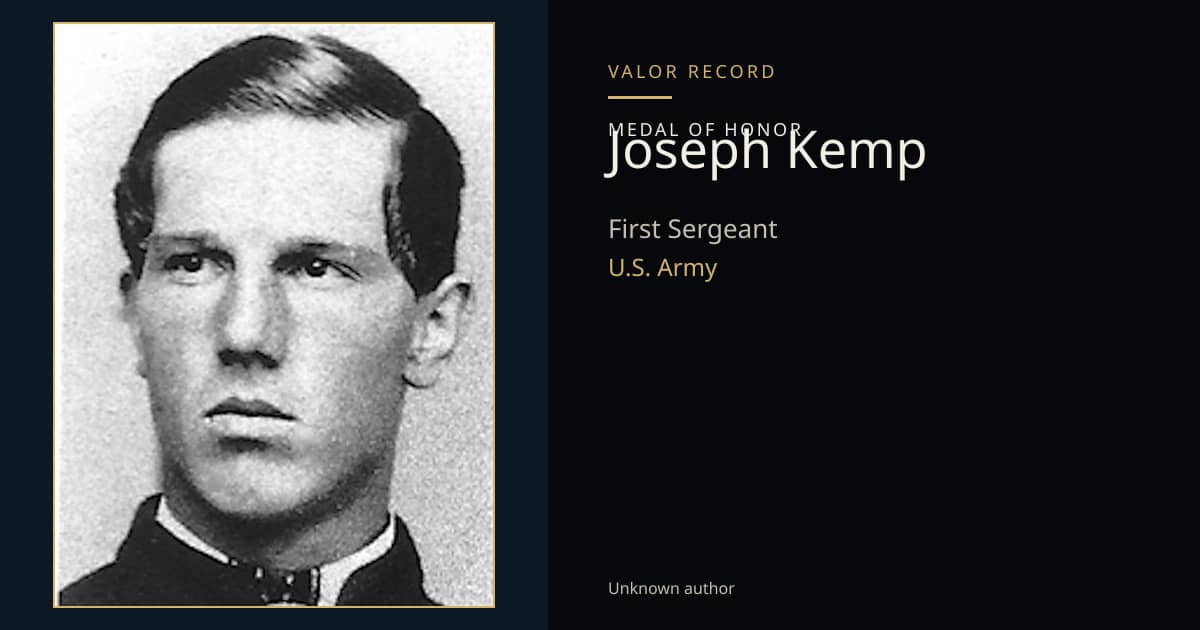 VALOR RECORD
MEDAL OF HONOR
Joseph Kemp
First Sergeant
U.S. Army
Unknown author